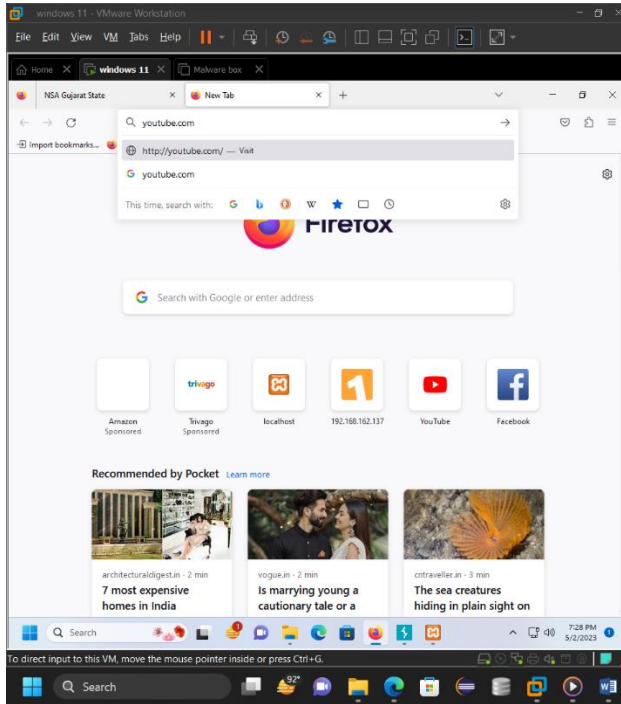 windows 11 - VMware Workstation
File Edit View VM Tabs Help
Home windows 11 Malware box
NSA Gujarat State New Tab
youtube.com
Import bookmarks...
http://youtube.com/ — Visit
youtube.com
This time, search with:
Firefox
Search with Google or enter address
trivago
Amazon Trivago localhost 192.168.162.137 YouTube Facebook
Sponsored Sponsored
Recommended by Pocket Learn more
architecturaldigest.in · 2 min vogue.in · 2 min cntraveller.in · 3 min
7 most expensive Is marrying young a The sea creatures
homes in India cautionary tale or a hiding in plain sight on
Search 7:28 PM
5/2/2023
To direct input to this VM, move the mouse pointer inside or press Ctrl+G.
Search 92°